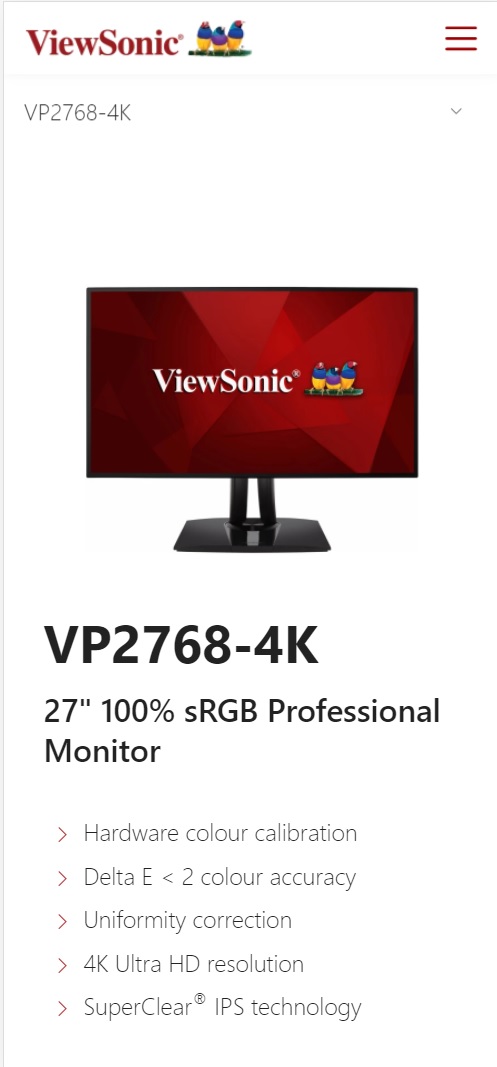 ViewSonic®
VP2768-4K
ViewSonic®
VP2768-4K
27" 100% sRGB Professional
Monitor
Hardware colour calibration
Delta E < 2 colour accuracy
Uniformity correction
4K Ultra HD resolution
SuperClear® IPS technology